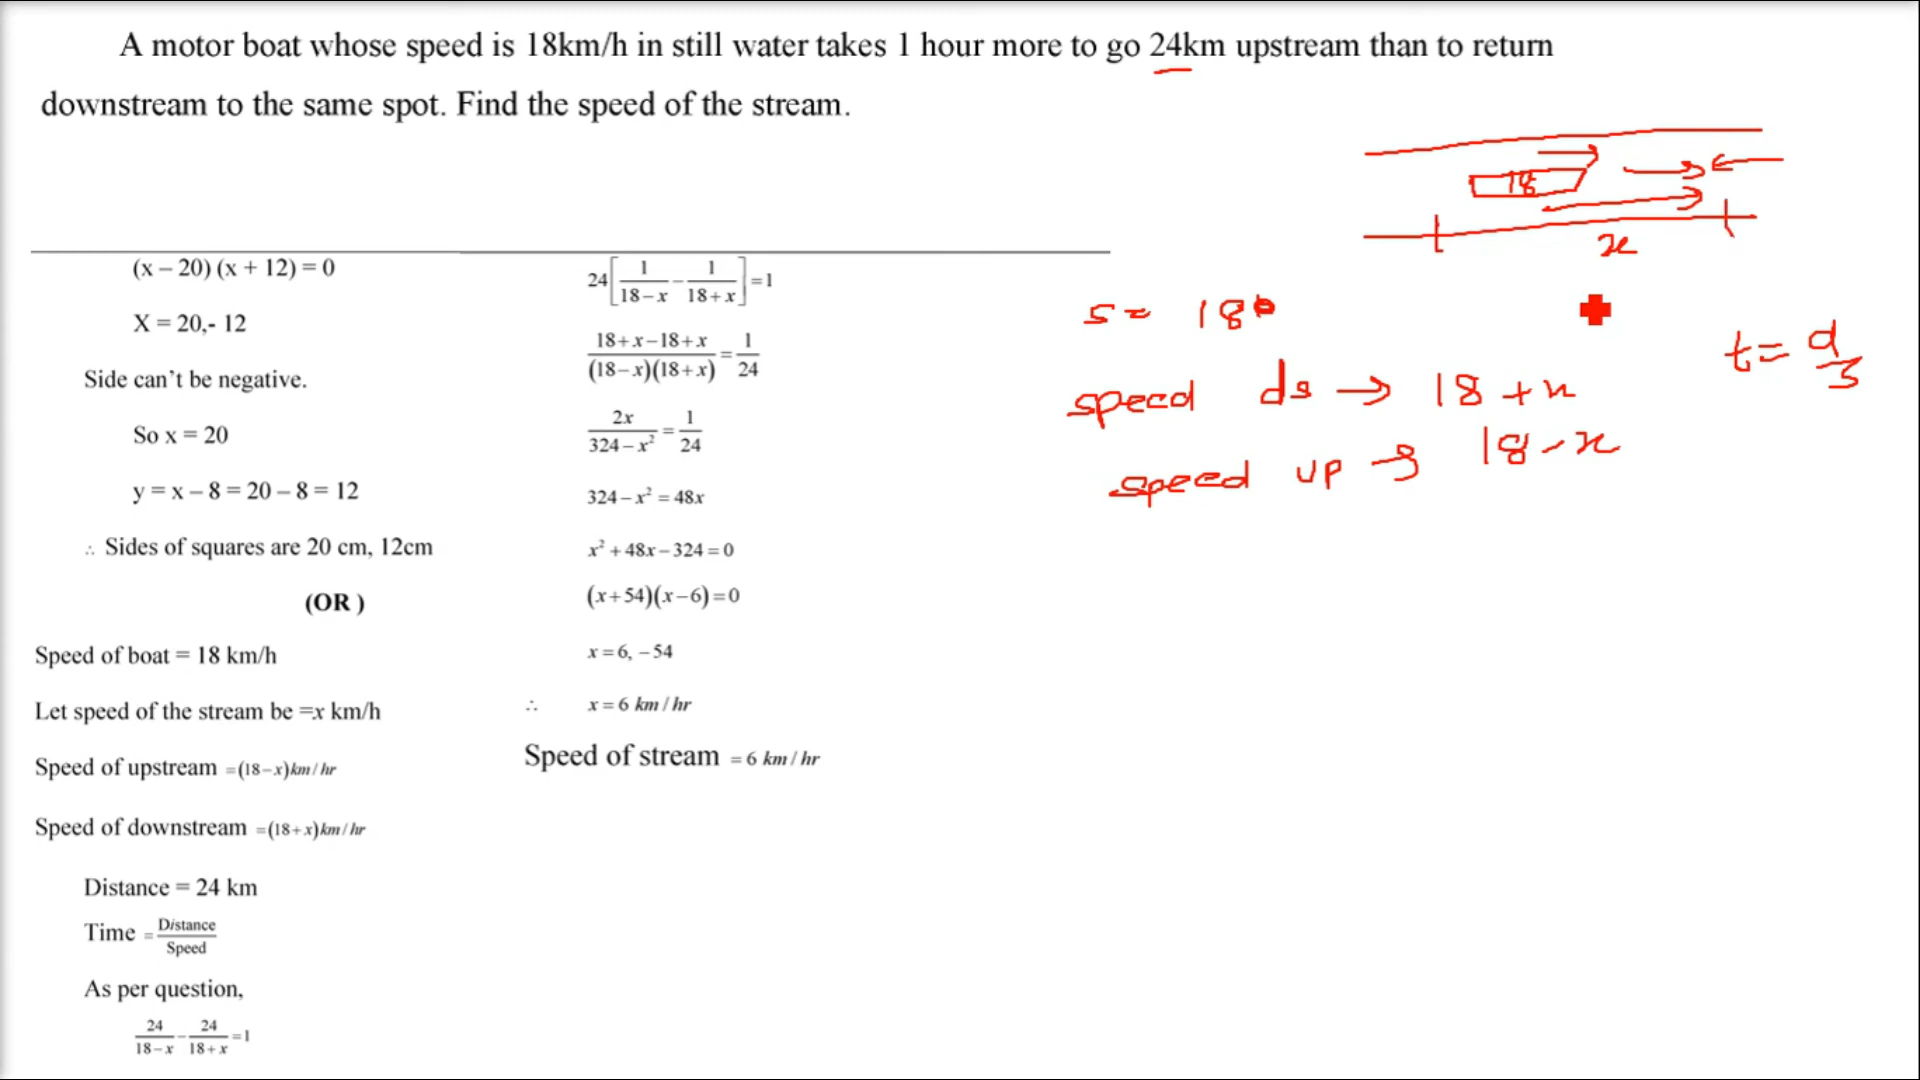 A motor boat whose speed is 18km/h in still water takes 1 hour more to go 24km upstream than to return
downstream to the same spot. Find the speed of the stream.
(x – 20) (x + 12) = 0
X = 20,- 12
Side can’t be negative.
So x = 20
y = x – 8 = 20 – 8 = 12
∴ Sides of squares are 20 cm, 12cm
(OR )
Speed of boat = 18 km/h
Let speed of the stream be =x km/h
Speed of upstream =(18−x)km/hr
Speed of downstream =(18+x)km/hr
Distance = 24 km
Time = Distance/Speed
As per question,
24/(18−x) − 24/(18+x) =1
24[1/(18−x) − 1/(18+x)] =1
(18+x−18+x)/((18−x)(18+x)) = 1/24
2x/(324−x²) = 1/24
324−x² = 48x
x² +48x−324=0
(x+54)(x−6)=0
x=6, −54
∴ x=6 km/hr
Speed of stream =6 km/hr
18
x
s= 18
speed ds → 18+x
speed up → 18-x
t= d/s